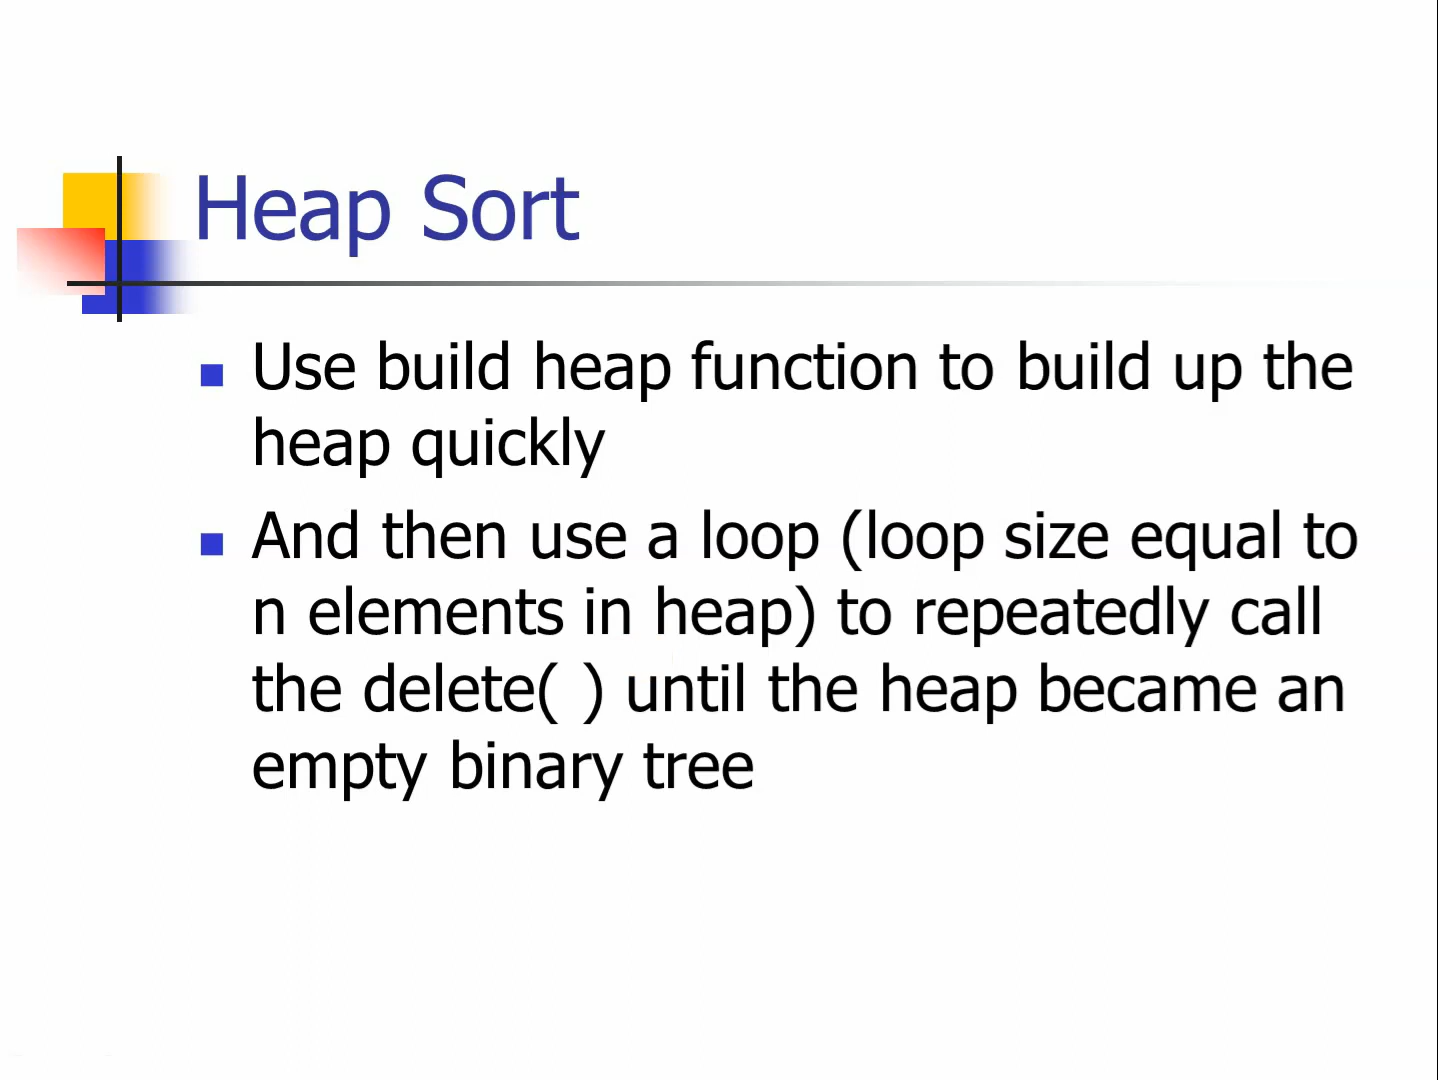 Heap Sort
Use build heap function to build up the
heap quickly
And then use a loop (loop size equal to
n elements in heap) to repeatedly call
the delete( ) until the heap became an
empty binary tree